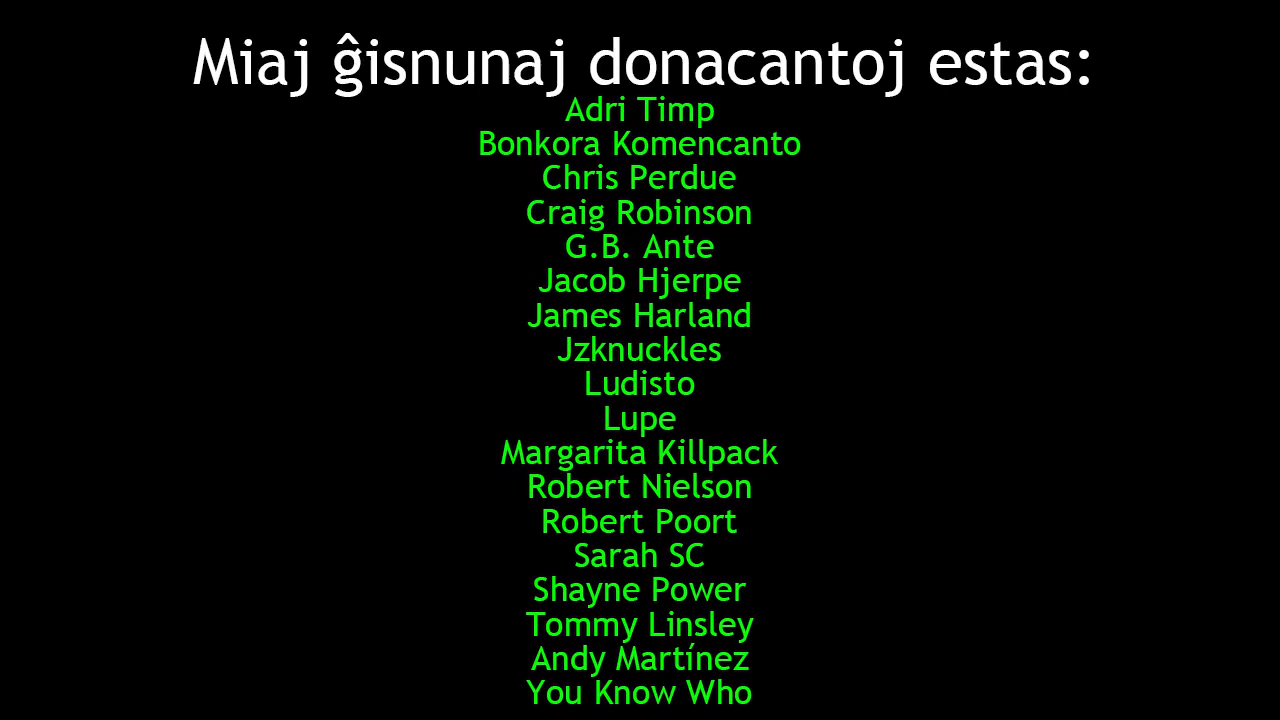 Miaj ĝisnunaj donacantoj estas:
Adri Timp
Bonkora Komencanto
Chris Perdue
Craig Robinson
G.B. Ante
Jacob Hjerpe
James Harland
Jzknuckles
Ludisto
Lupe
Margarita Killpack
Robert Nielson
Robert Poort
Sarah SC
Shayne Power
Tommy Linsley
Andy Martínez
You Know Who